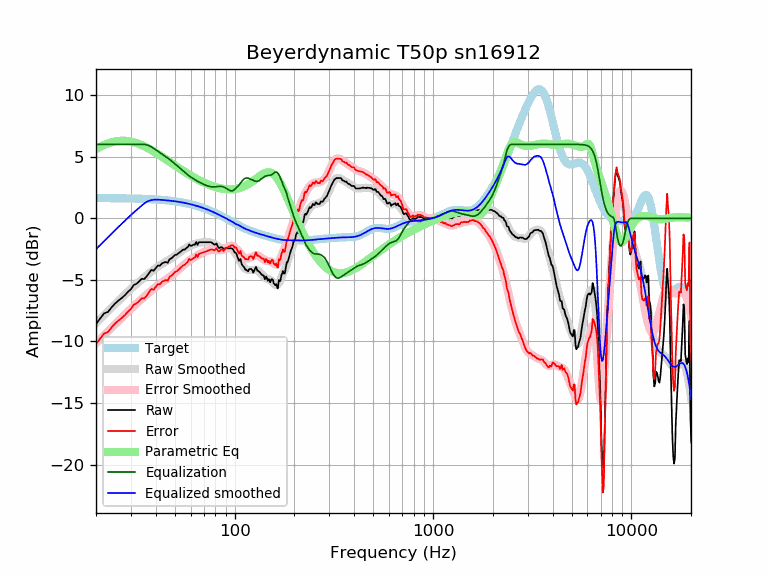 Beyerdynamic T50p sn16912
Amplitude (dBr)
10
5
0
−5
−10
−15
−20
Target
Raw Smoothed
Error Smoothed
Raw
Error
Parametric Eq
Equalization
Equalized smoothed
100
1000
10000
Frequency (Hz)